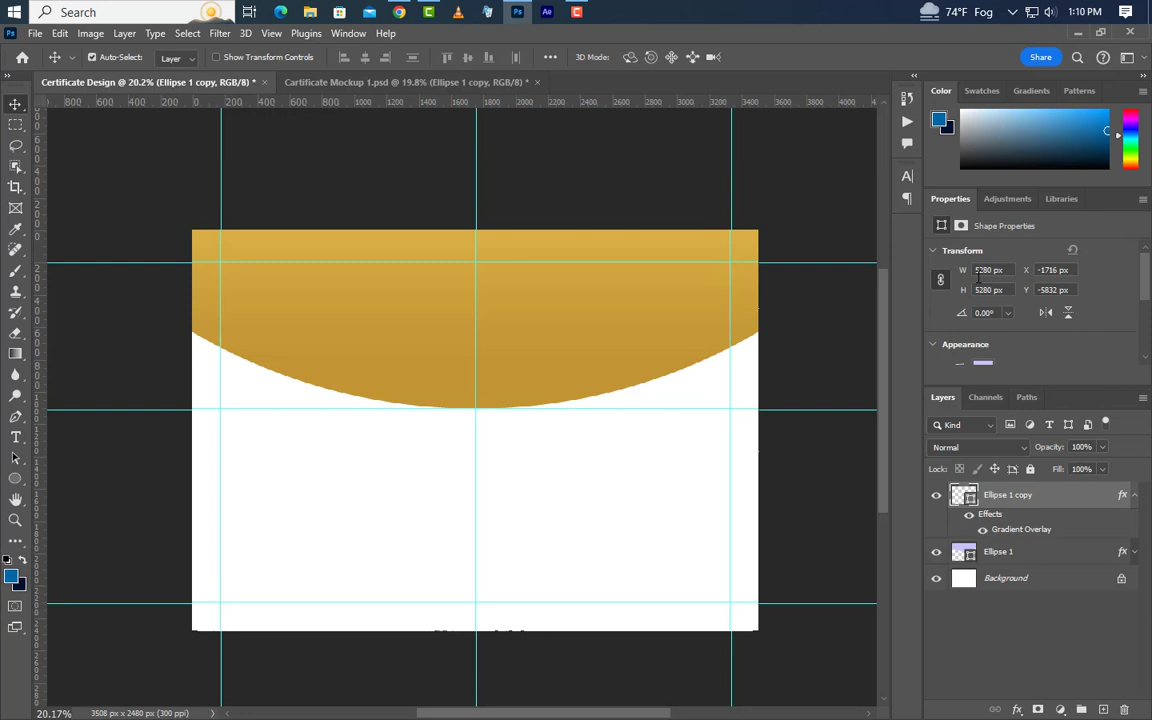 Search
74°F Fog
1:10 PM
Ps
File Edit Image Layer Type Select Filter 3D View Plugins Window Help
Auto-Select: Layer
Show Transform Controls
3D Mode:
Share
Certificate Design @ 20.2% (Ellipse 1 copy, RGB/8) *
Certificate Mockup 1.psd @ 19.8% (Ellipse 1 copy, RGB/8) *
Color Swatches Gradients Patterns
Properties Adjustments Libraries
Shape Properties
Transform
W 5280 px X -1716 px
H 5280 px Y -5832 px
0.00°
Appearance
Layers Channels Paths
Kind
Normal Opacity: 100%
Lock: Fill: 100%
Ellipse 1 copy fx
Effects
Gradient Overlay
Ellipse 1 fx
Background
20.17% 3508 px x 2480 px (300 ppi)